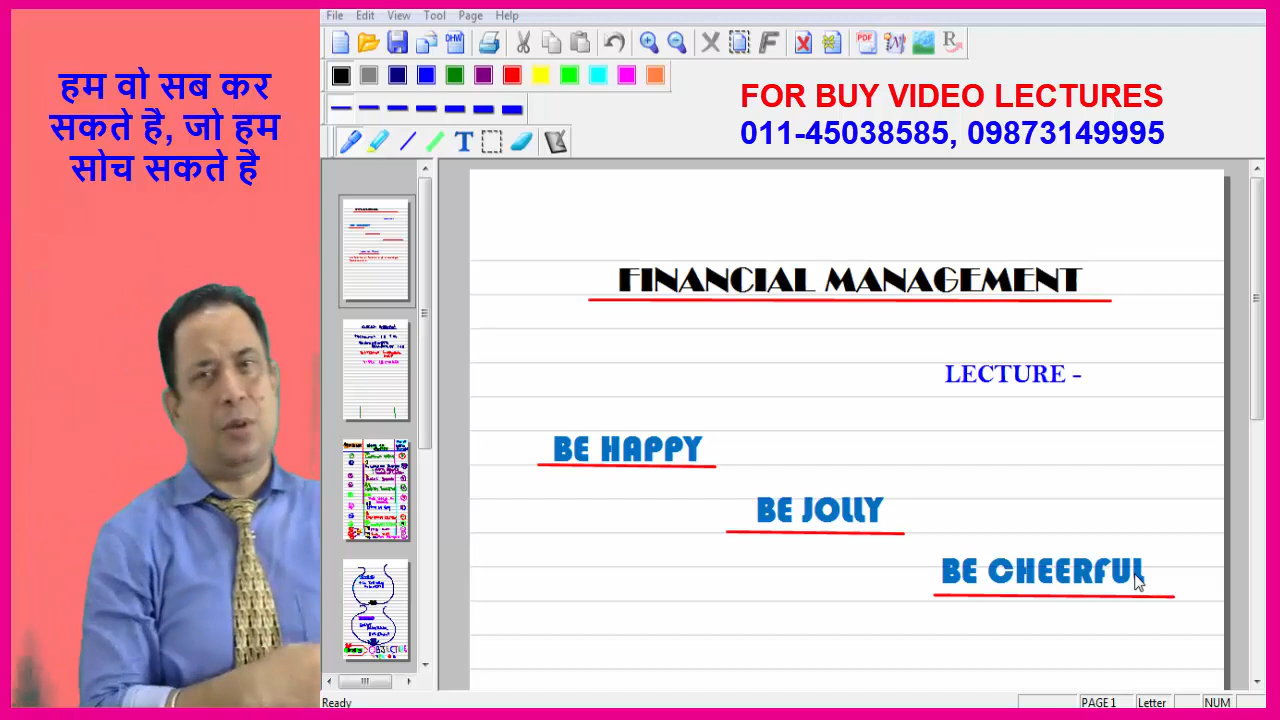 हम वो सब कर
सकते है, जो हम
सोच सकते है
File Edit View Tool Page Help
FOR BUY VIDEO LECTURES
011-45038585, 09873149995
FINANCIAL MANAGEMENT
LECTURE -
BE HAPPY
BE JOLLY
BE CHEERFUL
Ready
PAGE 1 Letter NUM